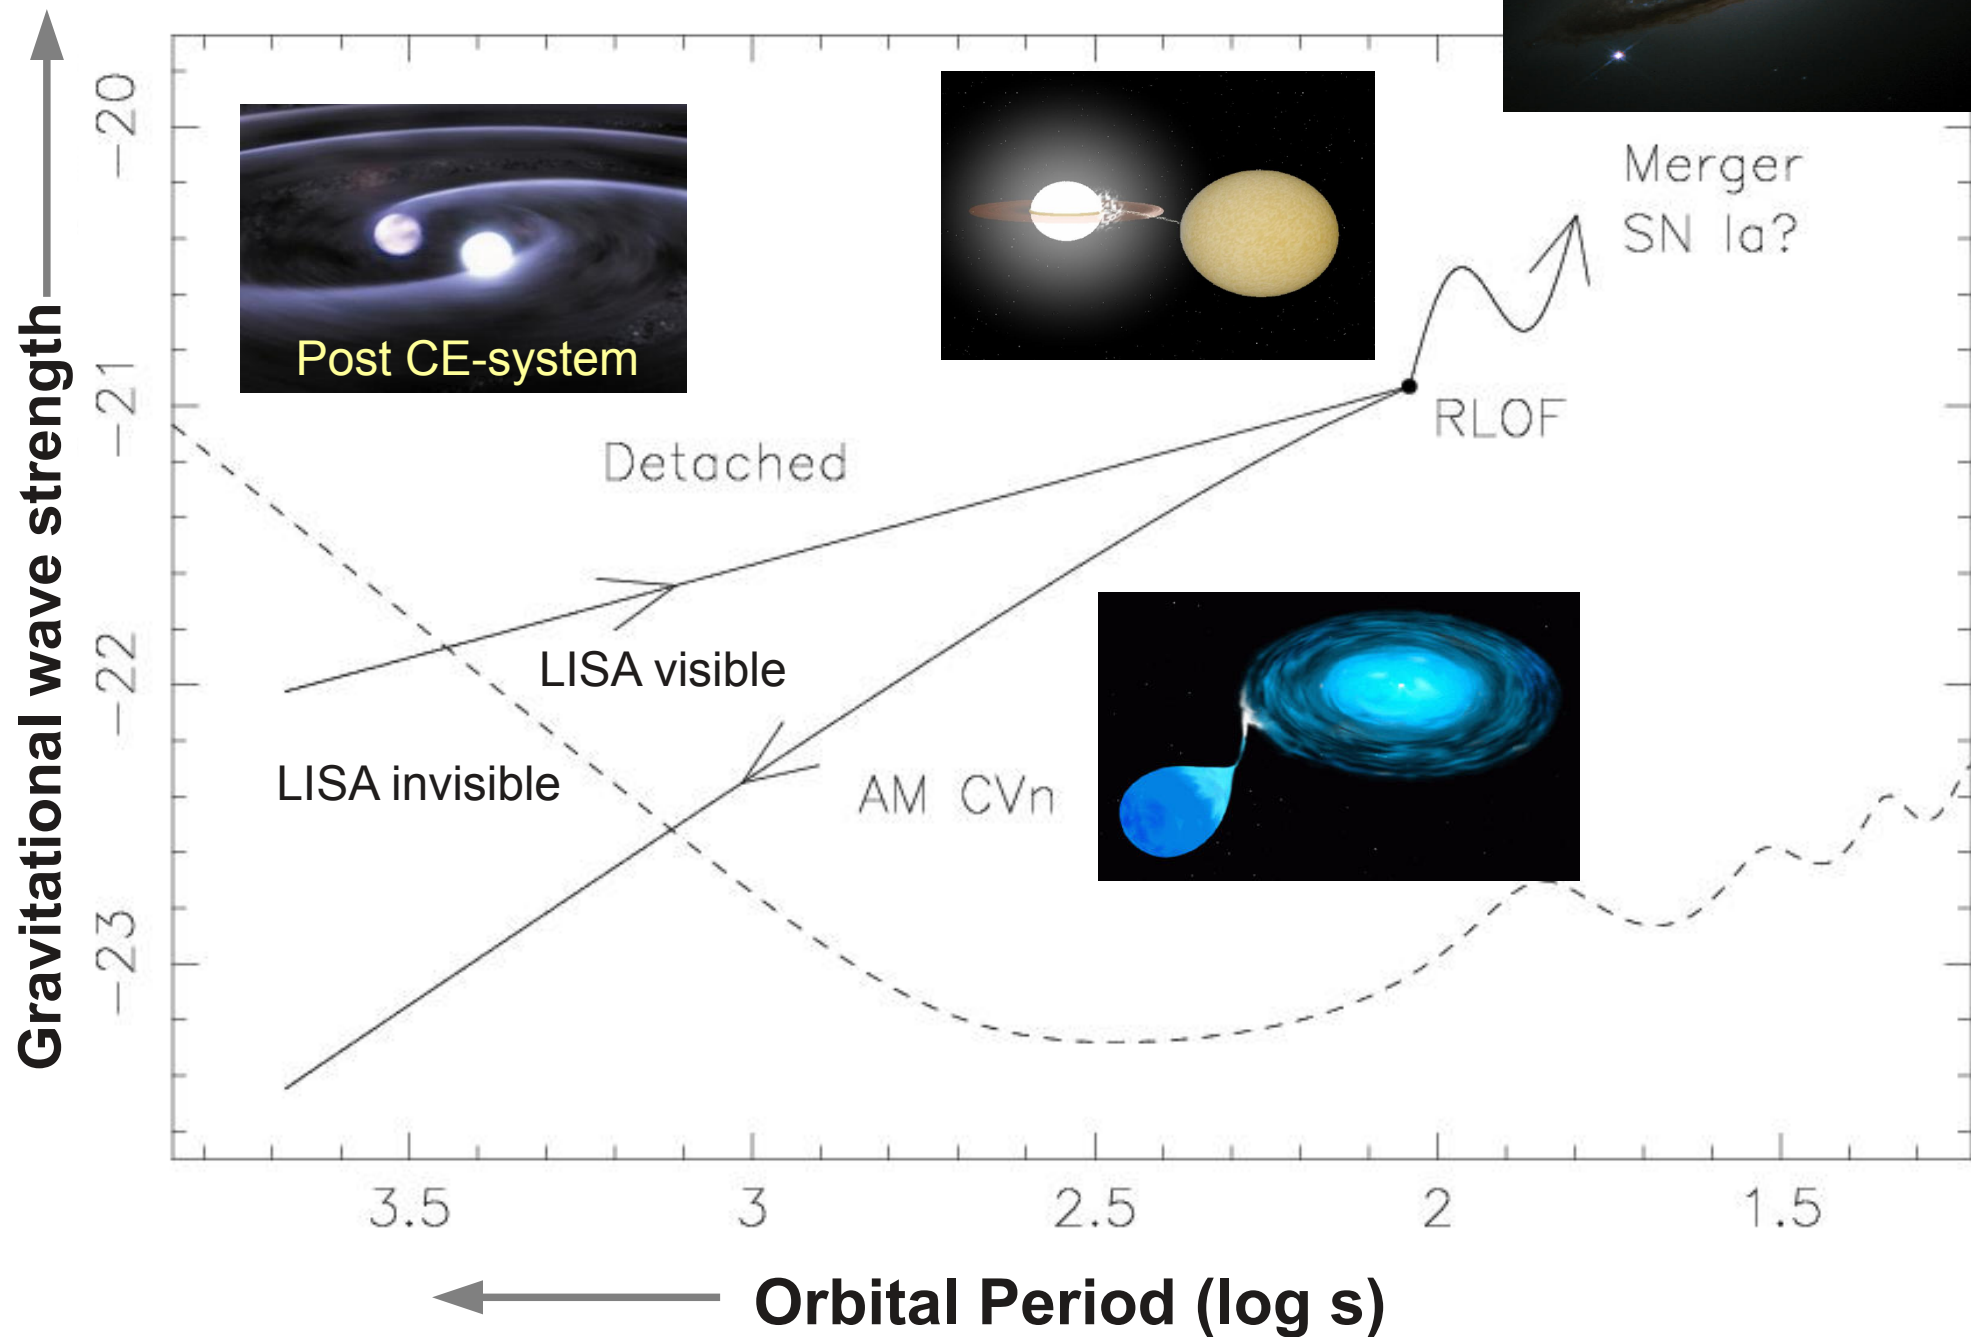 Gravitational wave strength
−20
−21
−22
−23
Post CE-system
Merger
SN Ia?
RLOF
Detached
LISA visible
LISA invisible
AM CVn
3.5
3
2.5
2
1.5
Orbital Period (log s)